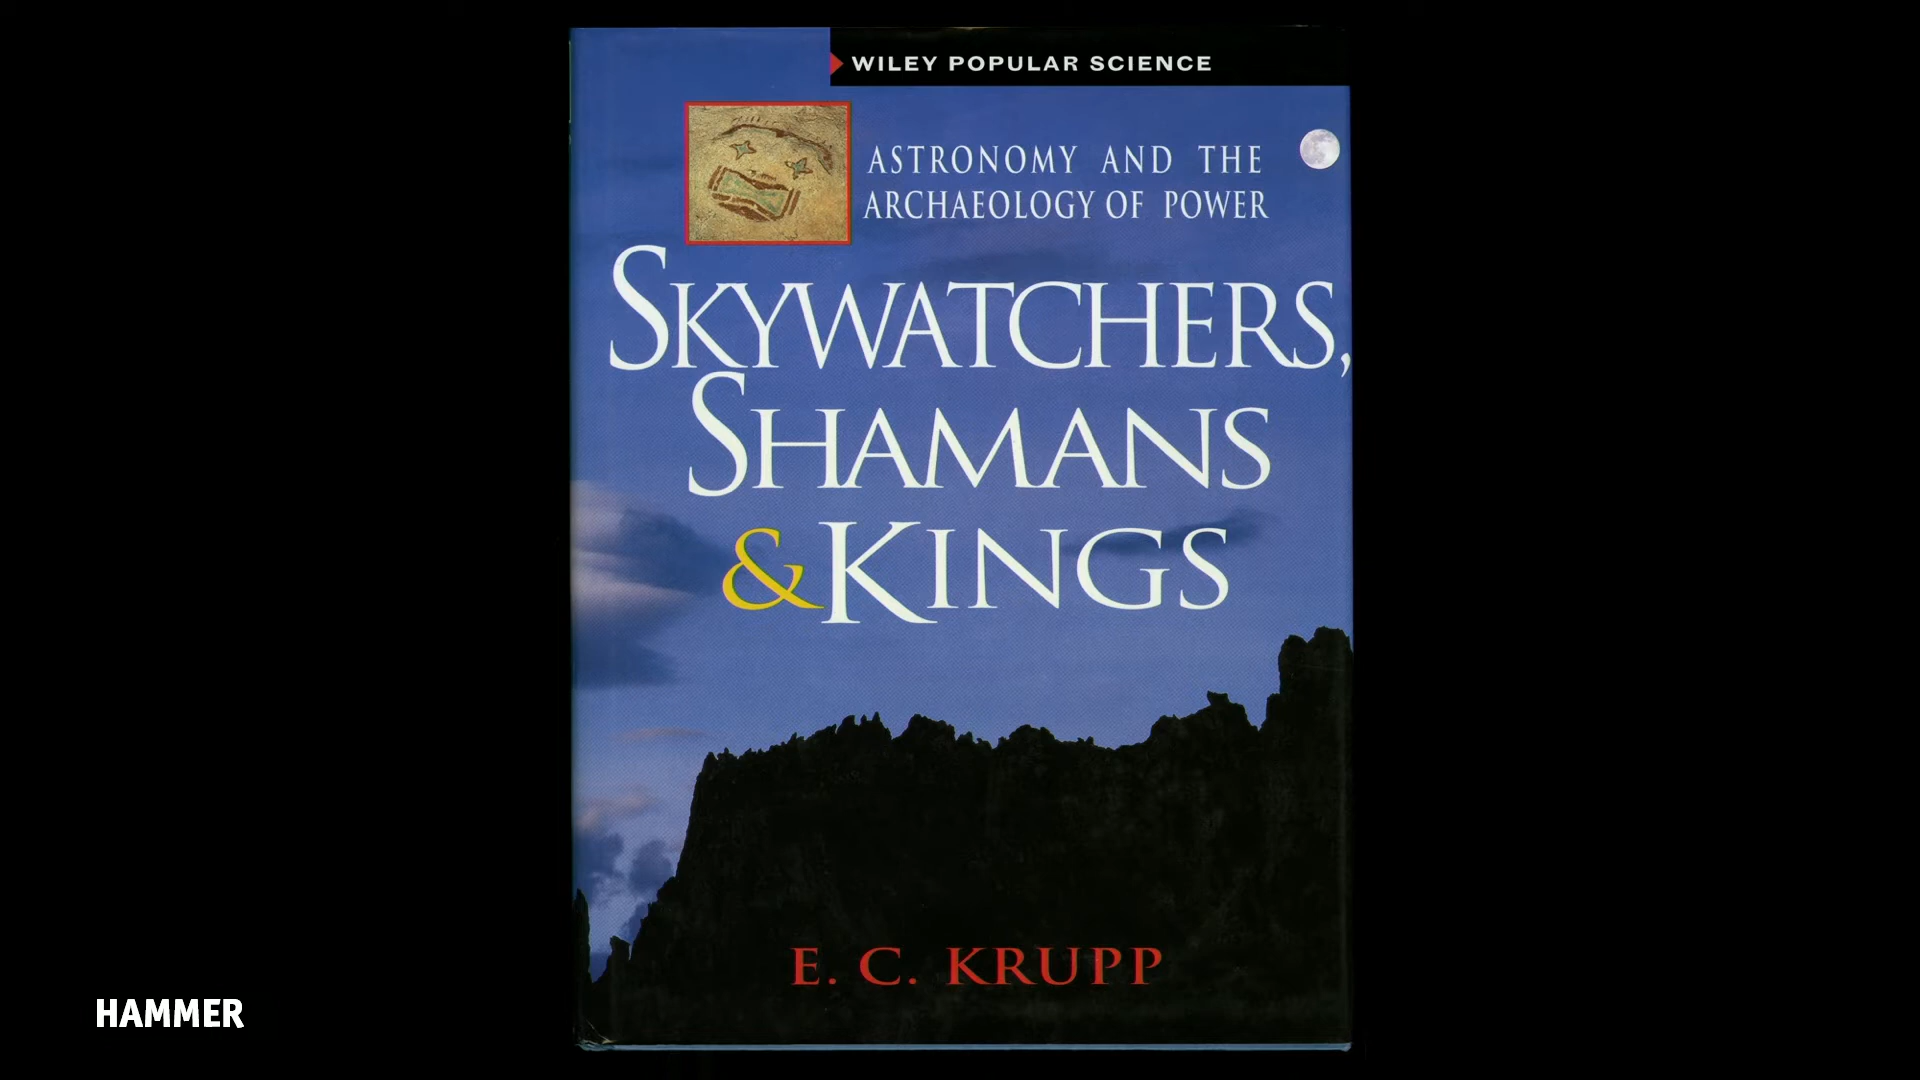 WILEY POPULAR SCIENCE
ASTRONOMY AND THE
ARCHAEOLOGY OF POWER
SKYWATCHERS,
SHAMANS
& KINGS
E. C. KRUPP
HAMMER